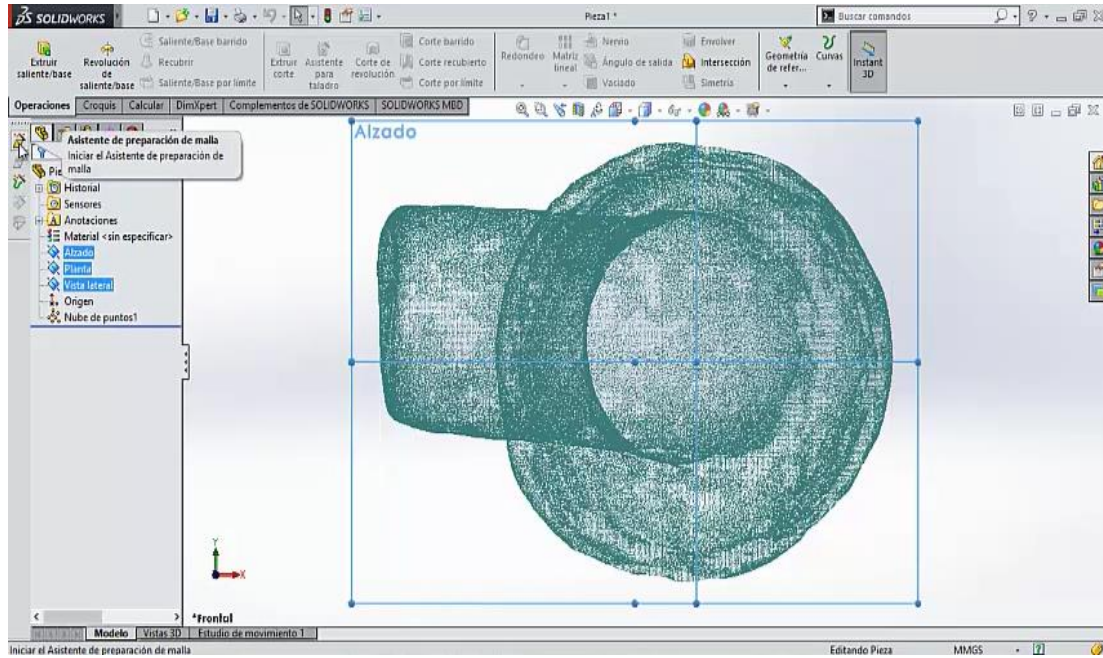 SOLIDWORKS
Pieza1 *
Buscar comandos
Extruir saliente/base
Revolución de saliente/base
Saliente/Base barrido
Recubrir
Saliente/Base por límite
Extruir corte
Asistente para taladro
Corte de revolución
Corte barrido
Corte recubierto
Corte por límite
Redondeo
Matriz lineal
Nervio
Ángulo de salida
Vaciado
Envolver
Intersección
Simetría
Geometría de refer...
Curvas
Instant 3D
Operaciones
Croquis
Calcular
DimXpert
Complementos de SOLIDWORKS
SOLIDWORKS MBD
Alzado
Asistente de preparación de malla
Iniciar el Asistente de preparación de
malla
Historial
Sensores
Anotaciones
Material <sin especificar>
Alzado
Planta
Vista lateral
Origen
Nube de puntos1
Y
X
*Frontal
Modelo
Vistas 3D
Estudio de movimiento 1
Iniciar el Asistente de preparación de malla
Editando Pieza
MMGS